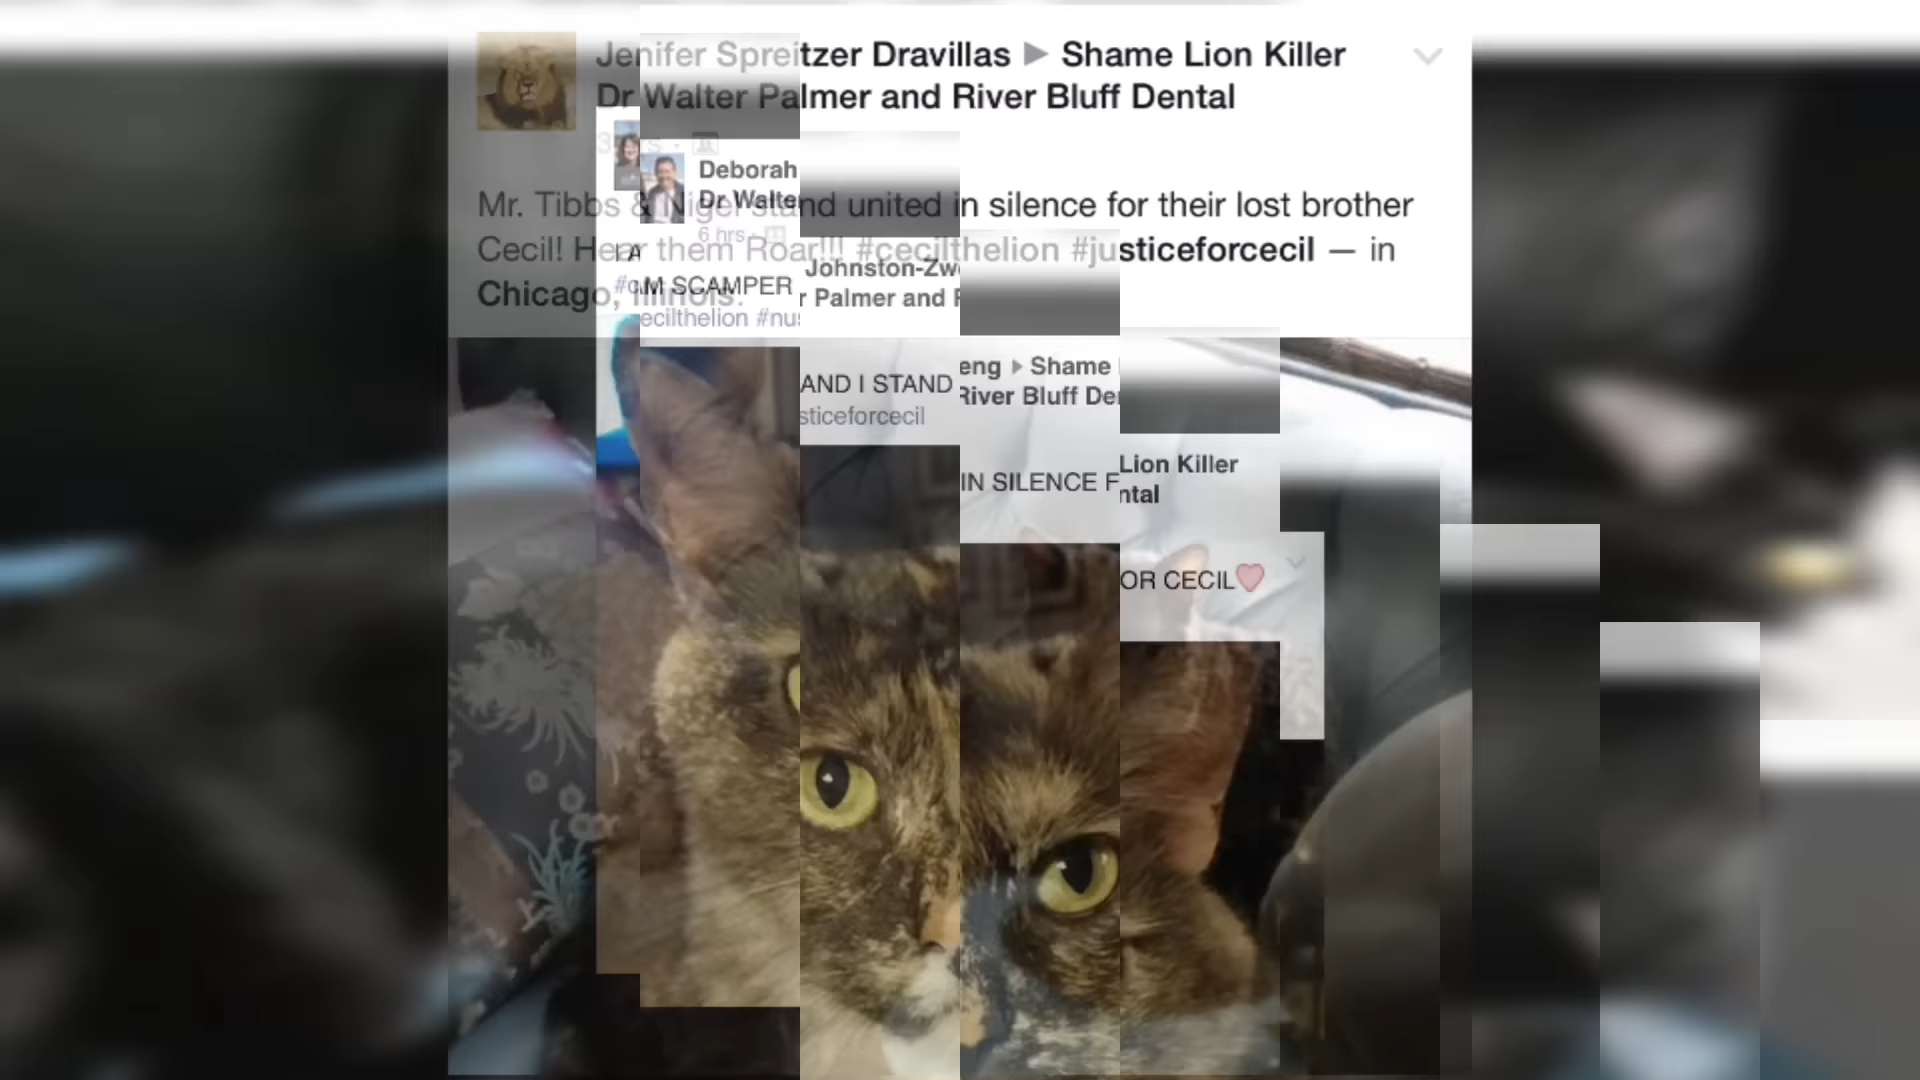 Jenifer Spreitzer Dravillas ▶ Shame Lion Killer
Dr Walter Palmer and River Bluff Dental
Mr. Tibbs & Nigel stand united in silence for their lost brother
Cecil! Hear them Roar!!! #cecilthelion #justiceforcecil — in
Chicago, Illinois.
Deborah
Dr Walter
6 hrs
Johnston-Zw
r Palmer and
eng ▶ Shame
River Bluff De
Lion Killer
ntal
I A
M SCAMPER
AND I STAND
IN SILENCE F
OR CECIL❤
#c
ecilthelion #nus
sticeforcecil